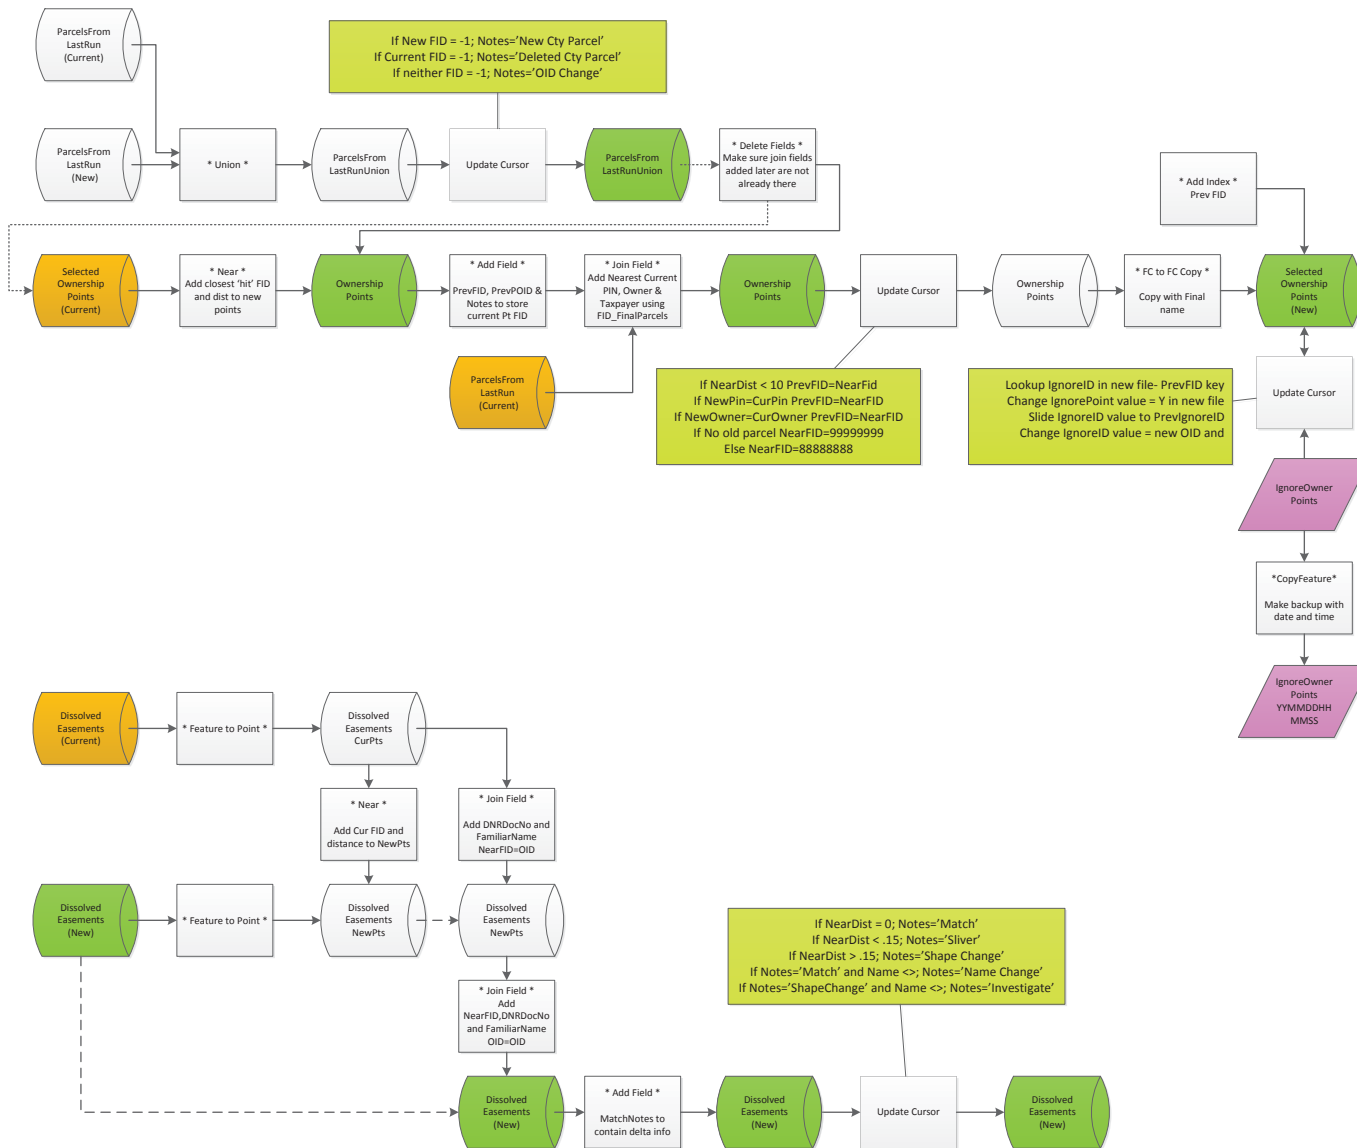 ParcelsFrom
LastRun
(Current)
If New FID = -1; Notes='New Cty Parcel'
If Current FID = -1; Notes='Deleted Cty Parcel'
If neither FID = -1; Notes='OID Change'
ParcelsFrom
LastRun
(New)
* Union *
ParcelsFrom
LastRunUnion
Update Cursor
ParcelsFrom
LastRunUnion
* Delete Fields *
Make sure join fields
added later are not
already there
* Add Index *
Prev FID
Selected
Ownership
Points
(Current)
* Near *
Add closest 'hit' FID
and dist to new
points
Ownership
Points
* Add Field *
PrevFID, PrevPOID &
Notes to store
current Pt FID
* Join Field *
Add Nearest Current
PIN, Owner &
Taxpayer using
FID_FinalParcels
Ownership
Points
Update Cursor
Ownership
Points
* FC to FC Copy *
Copy with Final
name
Selected
Ownership
Points
(New)
ParcelsFrom
LastRun
(Current)
If NearDist < 10 PrevFID=NearFid
If NewPin=CurPin PrevFID=NearFID
If NewOwner=CurOwner PrevFID=NearFID
If No old parcel NearFID=99999999
Else NearFID=88888888
Lookup IgnoreID in new file- PrevFID key
Change IgnorePoint value = Y in new file
Slide IgnoreID value to PrevIgnoreID
Change IgnoreID value = new OID and
Update Cursor
IgnoreOwner
Points
*CopyFeature*
Make backup with
date and time
IgnoreOwner
Points
YYMMDDHH
MMSS
Dissolved
Easements
(Current)
* Feature to Point *
Dissolved
Easements
CurPts
* Near *
Add Cur FID and
distance to NewPts
* Join Field *
Add DNRDocNo and
FamiliarName
NearFID=OID
Dissolved
Easements
(New)
* Feature to Point *
Dissolved
Easements
NewPts
Dissolved
Easements
NewPts
If NearDist = 0; Notes='Match'
If NearDist < .15; Notes='Sliver'
If NearDist > .15; Notes='Shape Change'
If Notes='Match' and Name <>; Notes='Name Change'
If Notes='ShapeChange' and Name <>; Notes='Investigate'
* Join Field *
Add
NearFID,DNRDocNo
and FamiliarName
OID=OID
Dissolved
Easements
(New)
* Add Field *
MatchNotes to
contain delta info
Dissolved
Easements
(New)
Update Cursor
Dissolved
Easements
(New)